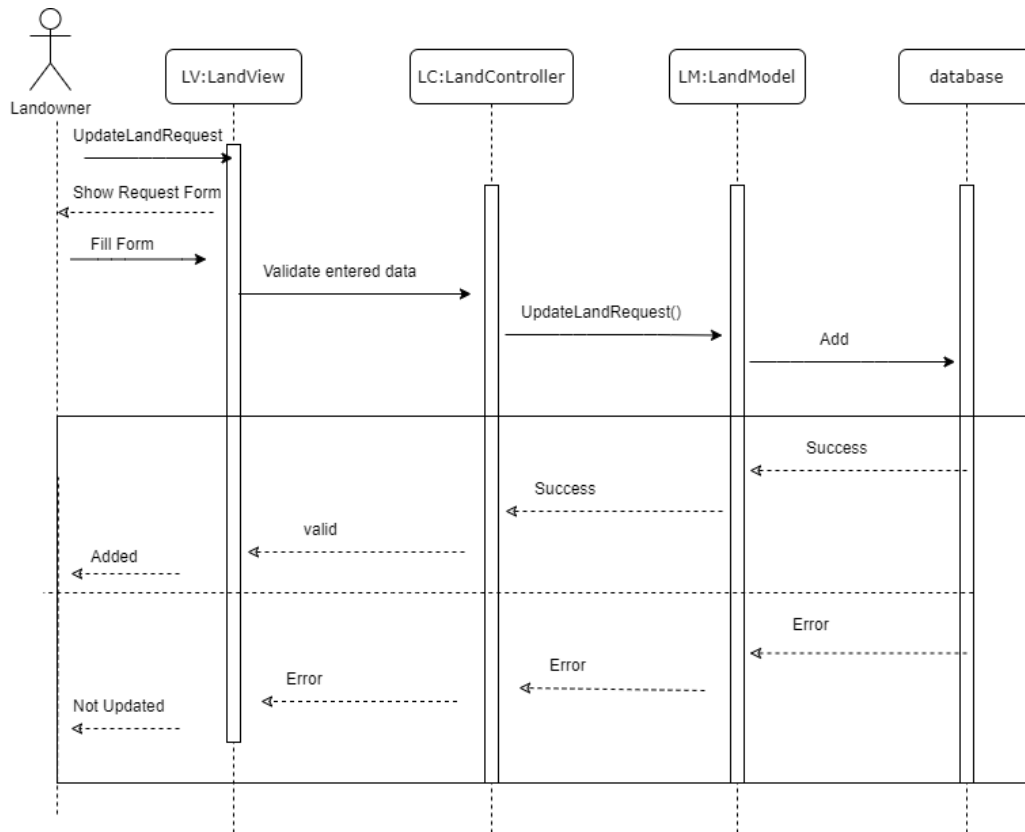 LV:LandView
LC:LandController
LM:LandModel
database
Landowner
UpdateLandRequest
Show Request Form
Fill Form
Validate entered data
UpdateLandRequest()
Add
Success
Success
valid
Added
Error
Error
Error
Not Updated